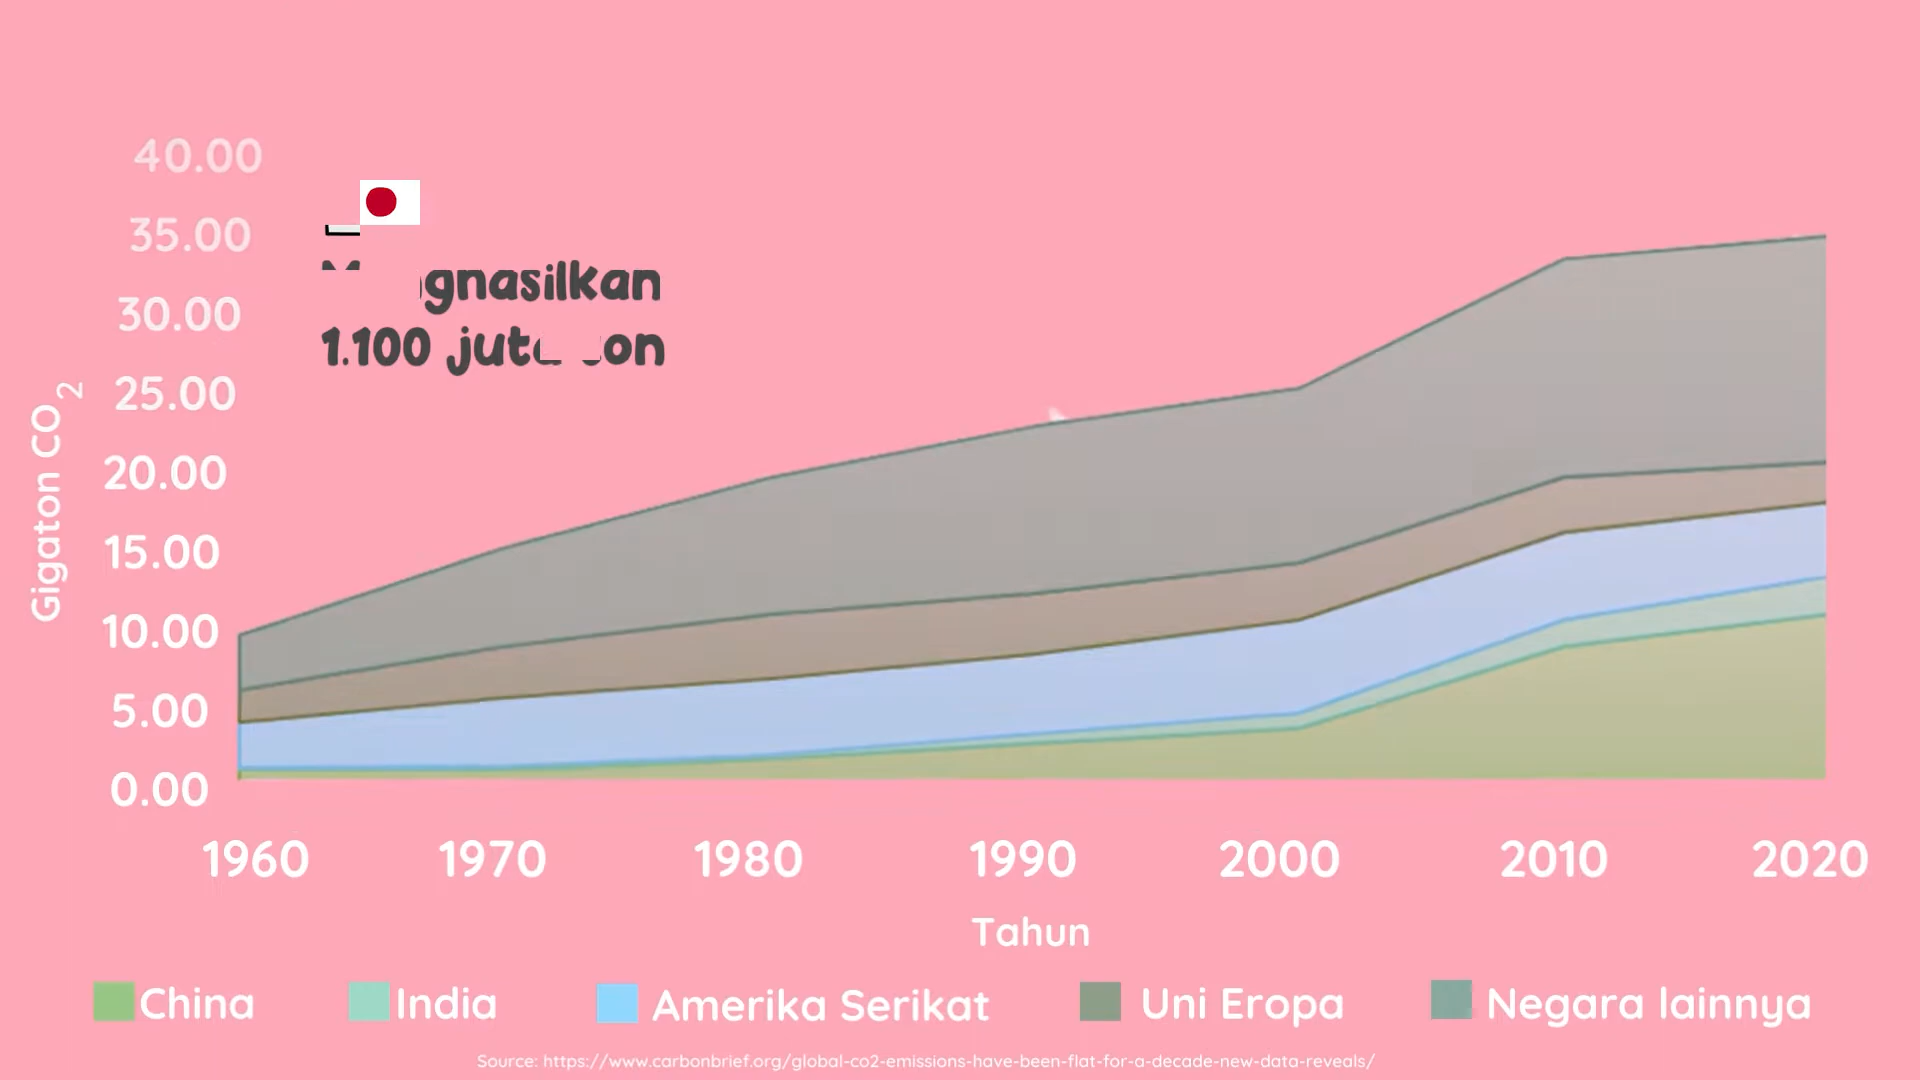 40.00
35.00
30.00
25.00
20.00
15.00
10.00
5.00
0.00
Gigaton CO2
1.100
1960 1970 1980 1990 2000 2010 2020
Tahun
China India Amerika Serikat Uni Eropa Negara lainnya
Source: https://www.carbonbrief.org/global-co2-emissions-have-been-flat-for-a-decade-new-data-reveals/